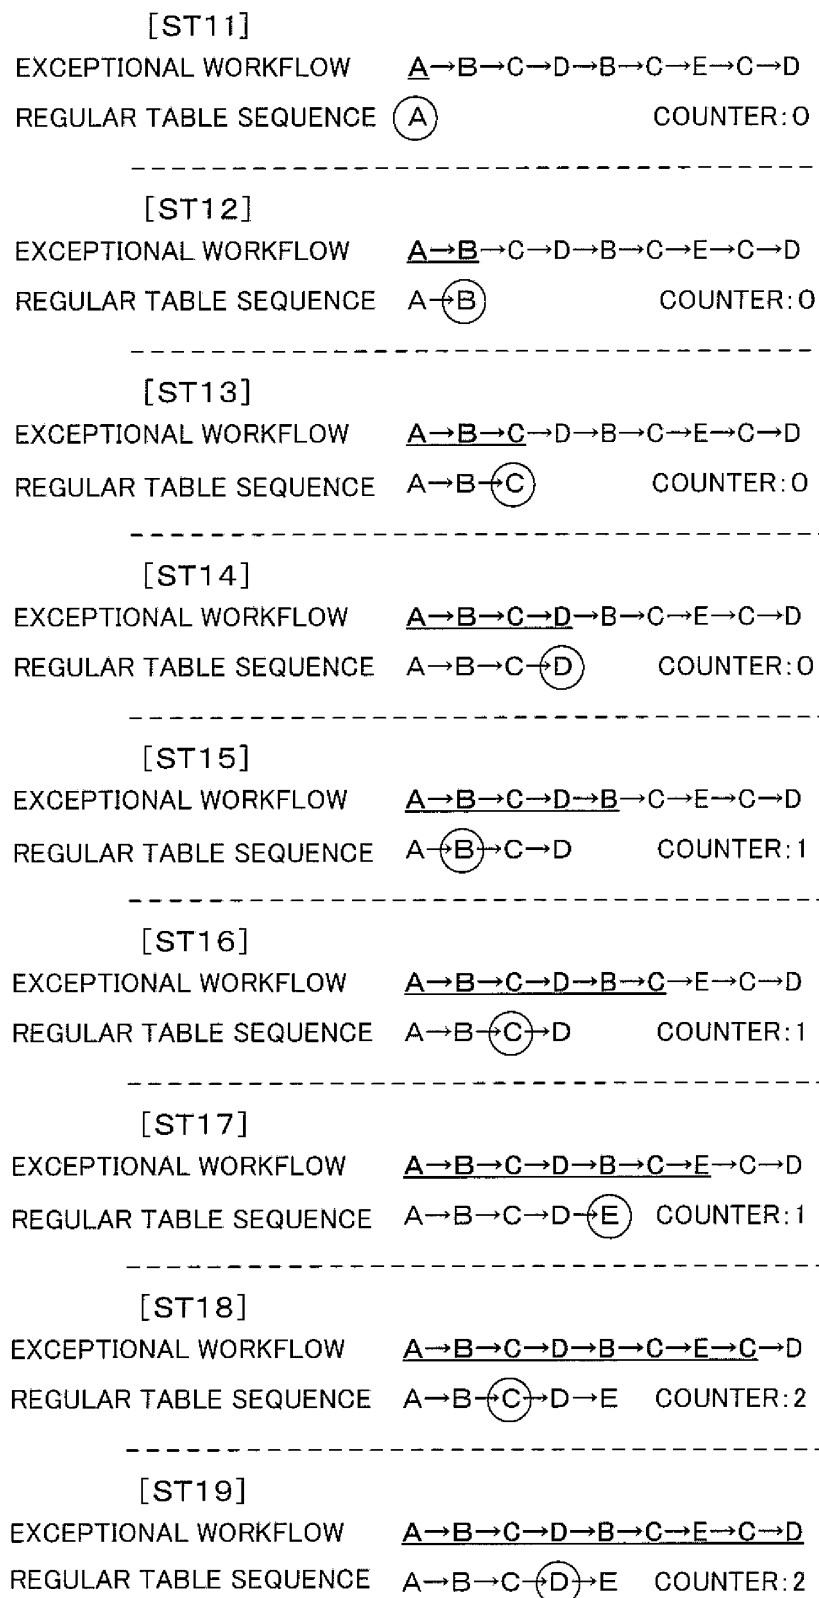 [ST11]
EXCEPTIONAL WORKFLOW A→B→C→D→B→C→E→C→D
REGULAR TABLE SEQUENCE A COUNTER:0
[ST12]
EXCEPTIONAL WORKFLOW A→B→C→D→B→C→E→C→D
REGULAR TABLE SEQUENCE A→B COUNTER:0
[ST13]
EXCEPTIONAL WORKFLOW A→B→C→D→B→C→E→C→D
REGULAR TABLE SEQUENCE A→B→C COUNTER:0
[ST14]
EXCEPTIONAL WORKFLOW A→B→C→D→B→C→E→C→D
REGULAR TABLE SEQUENCE A→B→C→D COUNTER:0
[ST15]
EXCEPTIONAL WORKFLOW A→B→C→D→B→C→E→C→D
REGULAR TABLE SEQUENCE A→B→C→D COUNTER:1
[ST16]
EXCEPTIONAL WORKFLOW A→B→C→D→B→C→E→C→D
REGULAR TABLE SEQUENCE A→B→C→D COUNTER:1
[ST17]
EXCEPTIONAL WORKFLOW A→B→C→D→B→C→E→C→D
REGULAR TABLE SEQUENCE A→B→C→D→E COUNTER:1
[ST18]
EXCEPTIONAL WORKFLOW A→B→C→D→B→C→E→C→D
REGULAR TABLE SEQUENCE A→B→C→D→E COUNTER:2
[ST19]
EXCEPTIONAL WORKFLOW A→B→C→D→B→C→E→C→D
REGULAR TABLE SEQUENCE A→B→C→D→E COUNTER:2